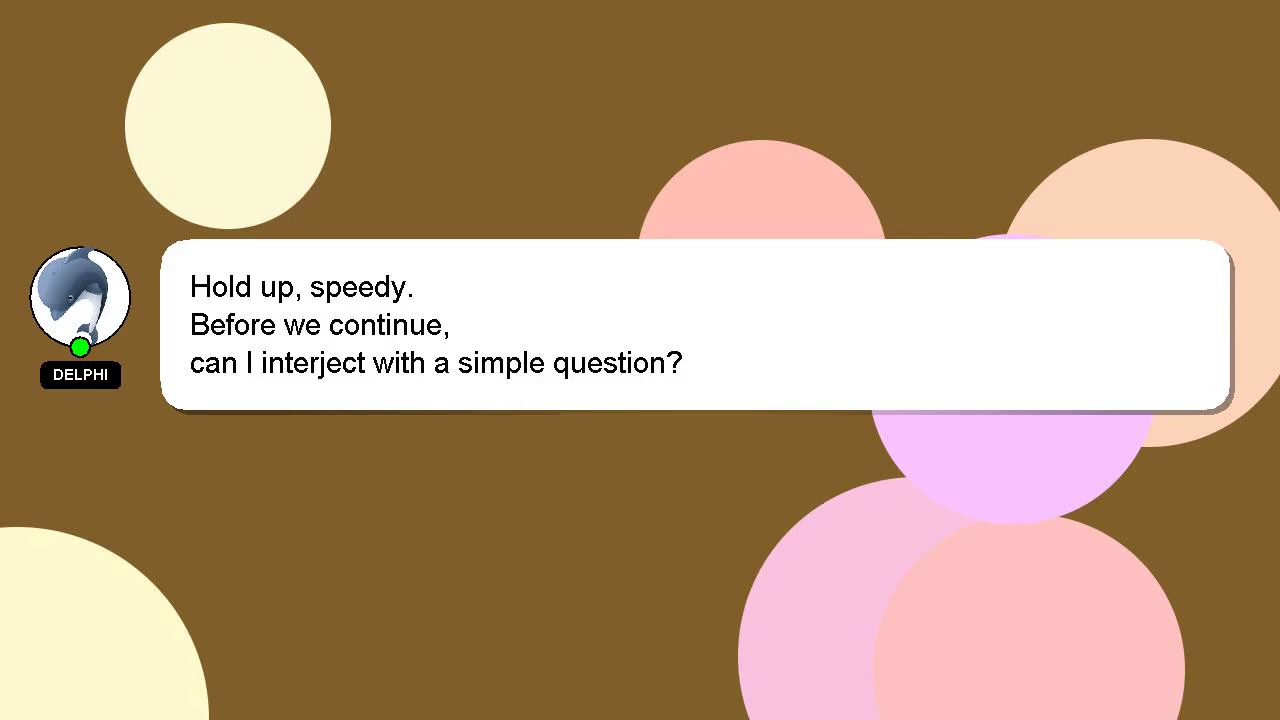 Hold up, speedy.
Before we continue,
can I interject with a simple question?
DELPHI